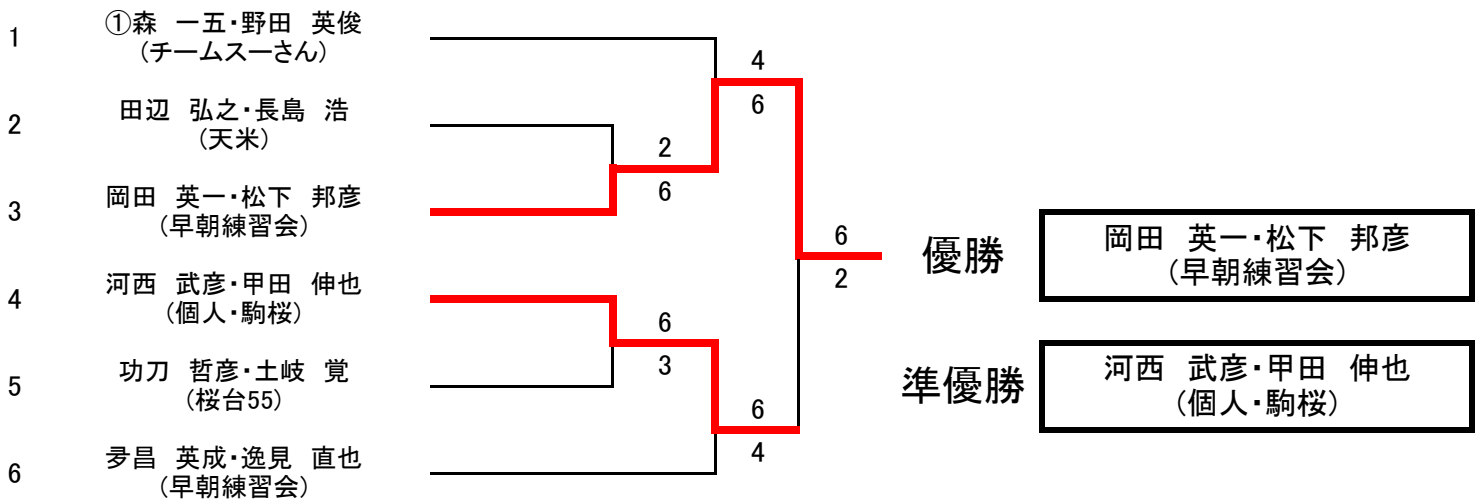 1
①森　一五・野田　英俊
(チームスーさん)
2
田辺　弘之・長島　浩
(天米)
3
岡田　英一・松下　邦彦
(早朝練習会)
4
河西　武彦・甲田　伸也
(個人・駒桜)
5
功刀　哲彦・土岐　覚
(桜台55)
6
夛昌　英成・逸見　直也
(早朝練習会)
2
6
6
3
4
6
6
4
6
2
優勝
岡田　英一・松下　邦彦
(早朝練習会)
準優勝
河西　武彦・甲田　伸也
(個人・駒桜)